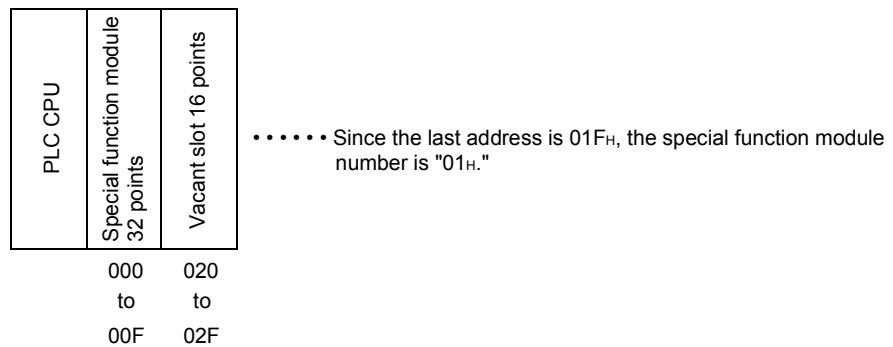 PLC CPU
Special function module
32 points
Vacant slot 16 points
• • • • • • Since the last address is 01FH, the special function module
number is "01H."
000 020
to to
00F 02F